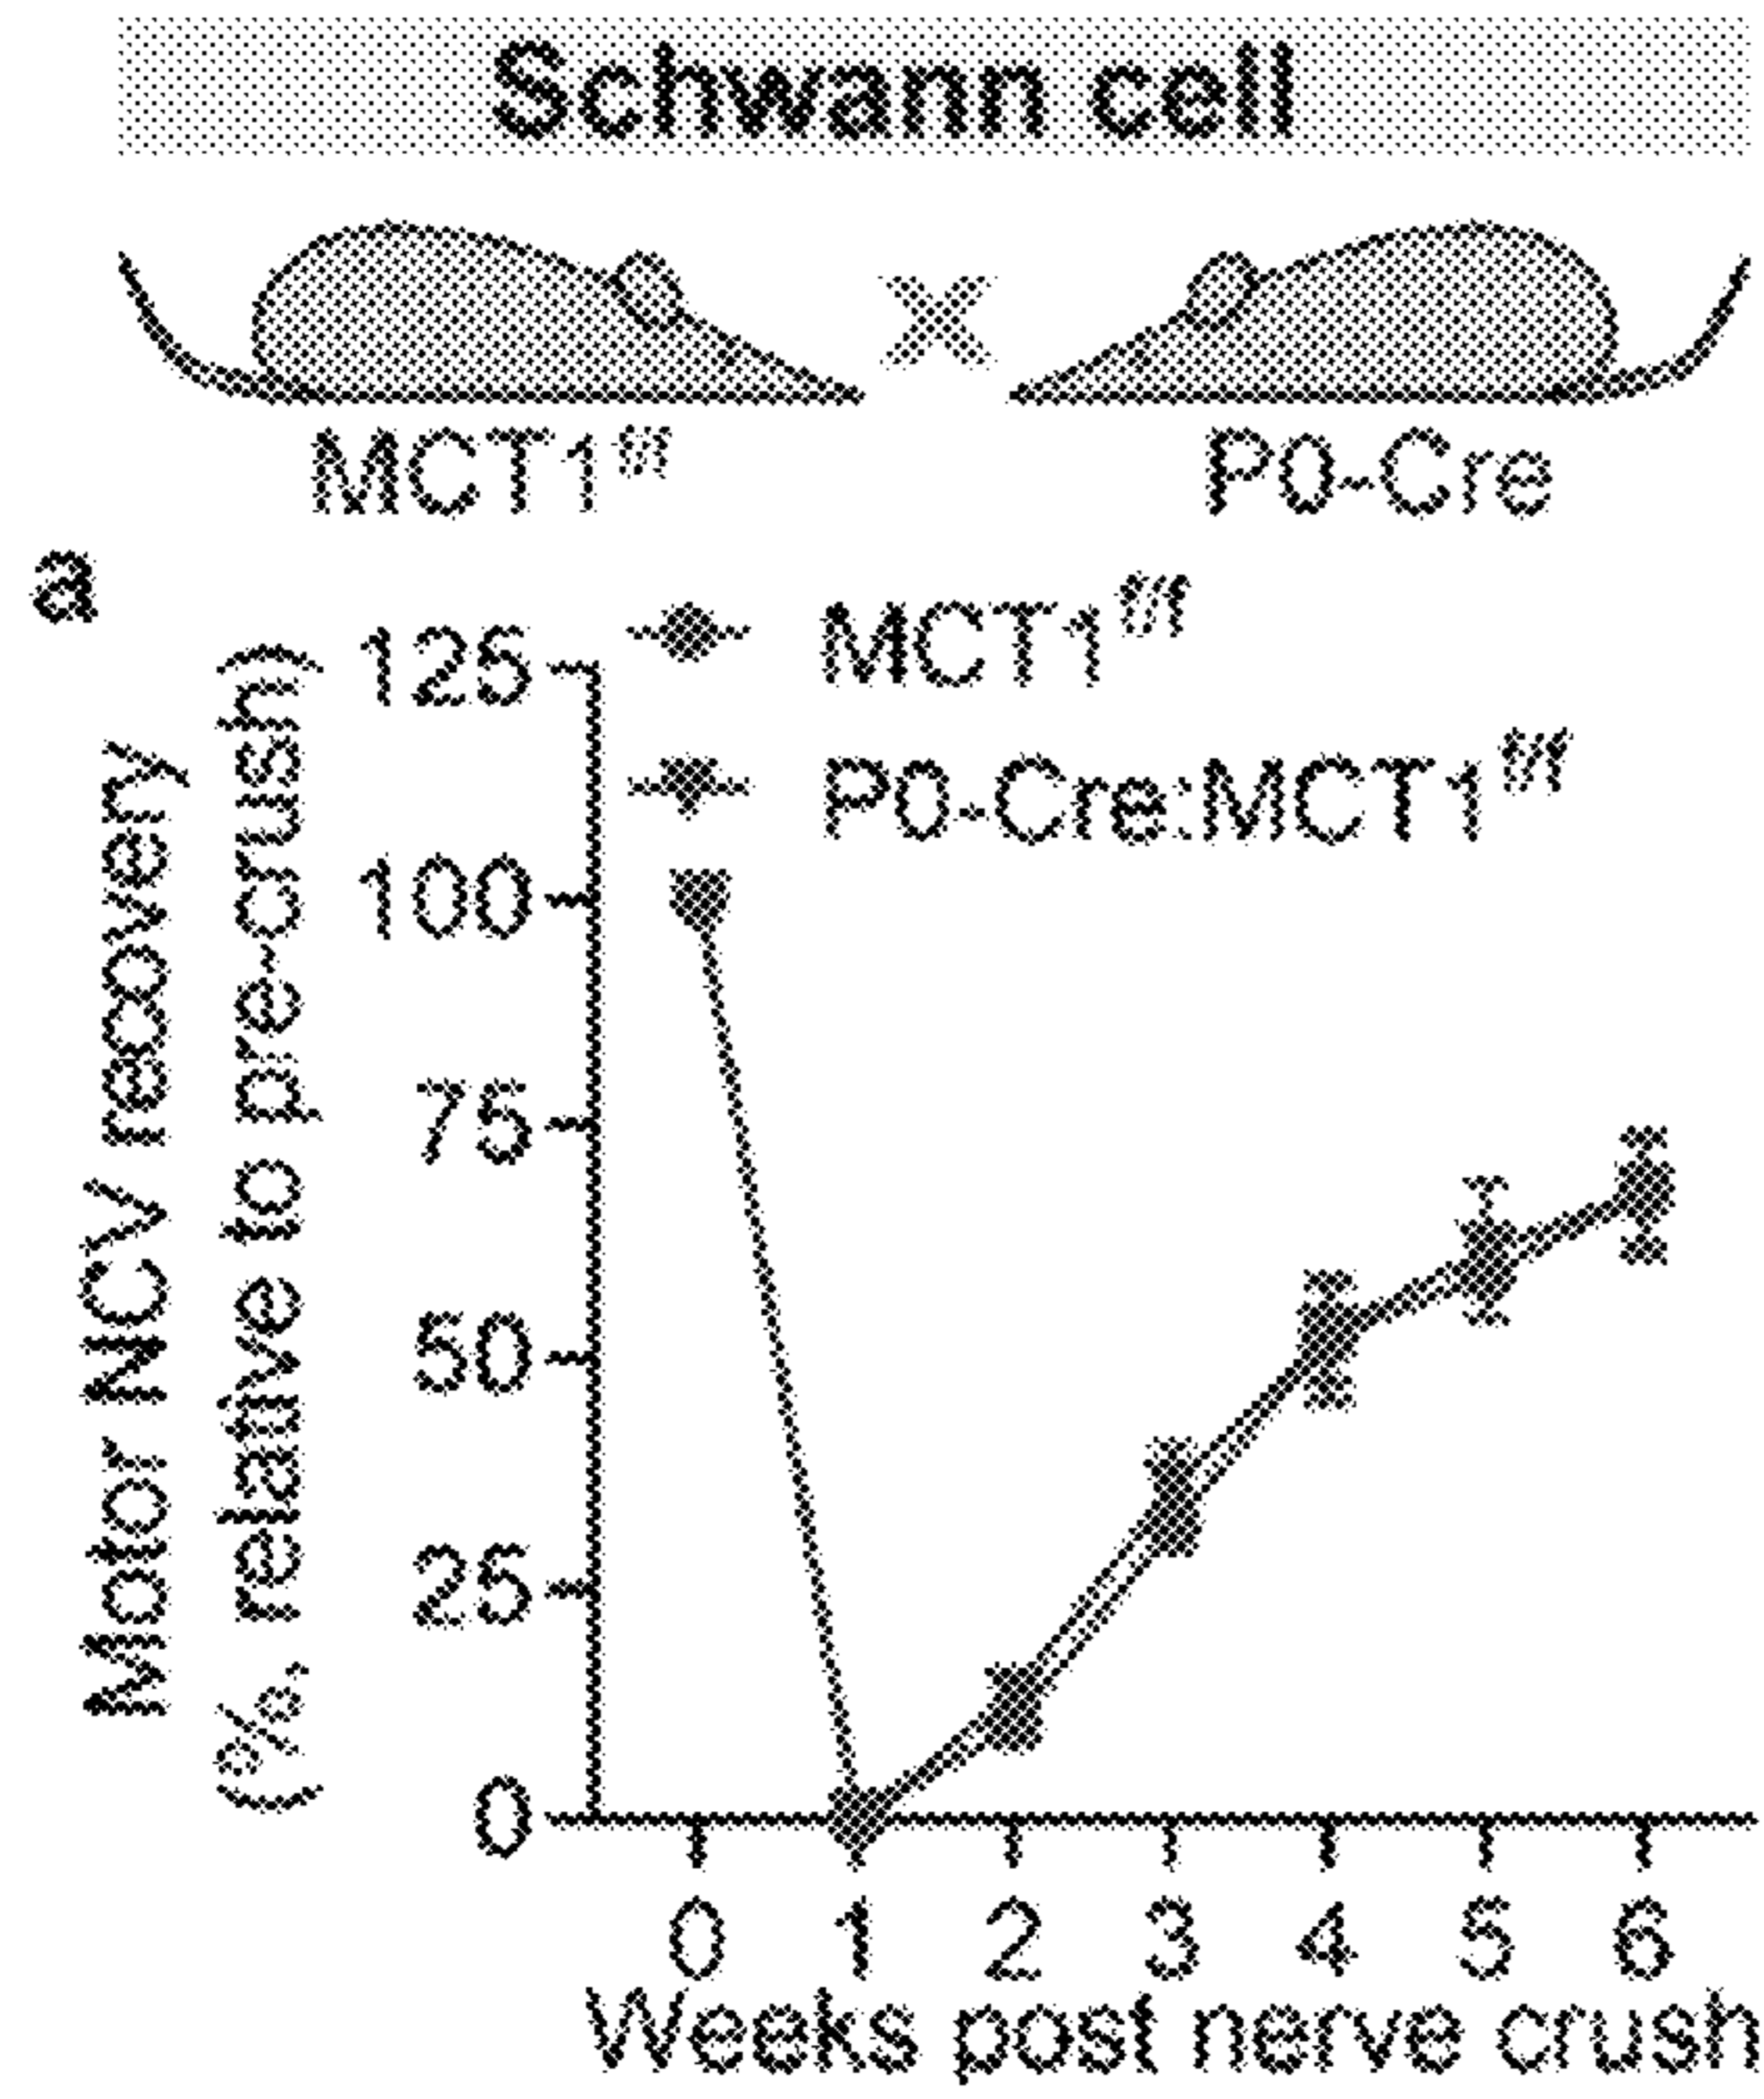 Schwann cell
MCT1f/f
P0-Cre
a
MCT1f/f
P0-Cre:MCT1f/f
Motor NCV recovery
(%, relative to pre-crush)
125
100
75
50
25
0
0 1 2 3 4 5 6
Weeks post nerve crush